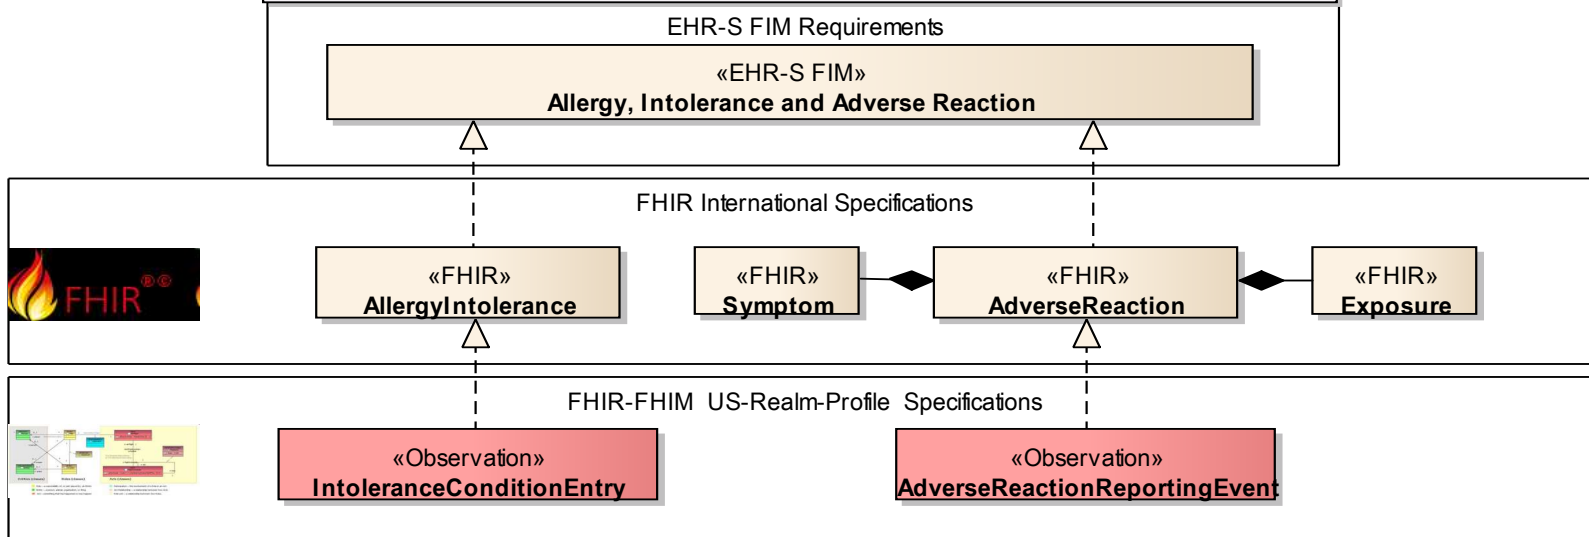 EHR-S FIM Requirements
«EHR-S FIM»
Allergy, Intolerance and Adverse Reaction
FHIR International Specifications
FHIR ® ©
«FHIR»
AllergyIntolerance
«FHIR»
Symptom
«FHIR»
AdverseReaction
«FHIR»
Exposure
FHIR-FHIM US-Realm-Profile Specifications
«Observation»
IntoleranceConditionEntry
«Observation»
AdverseReactionReportingEvent